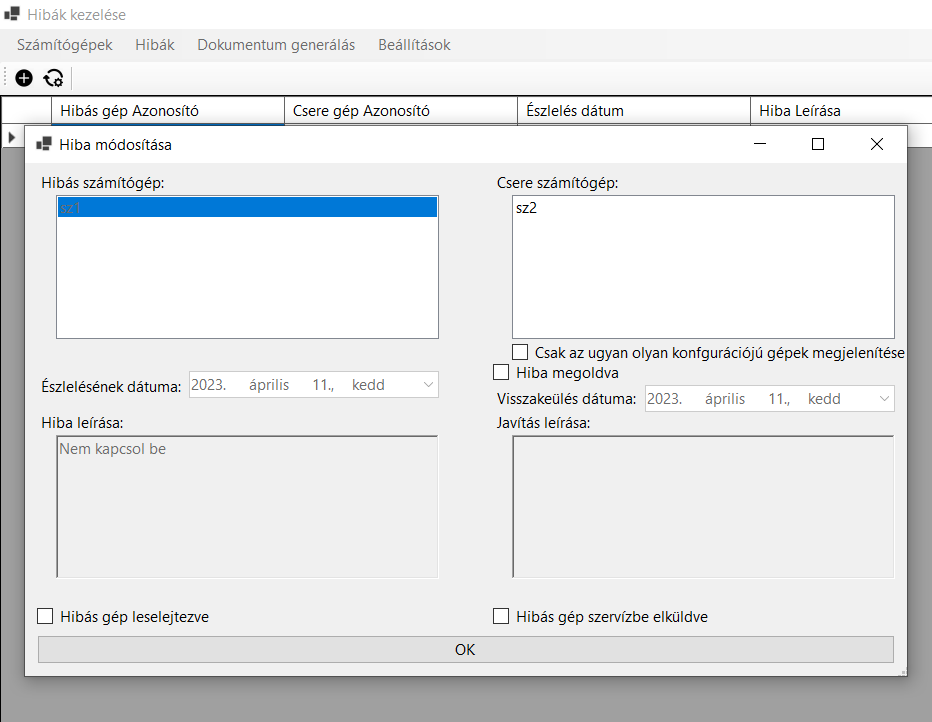 Hibák kezelése
Számítógépek Hibák Dokumentum generálás Beállítások
Hibás gép Azonosító Csere gép Azonosító Észlelés dátum Hiba Leírása
Hiba módosítása
Hibás számítógép: Csere számítógép:
sz1 sz2
Csak az ugyan olyan konfgurációjú gépek megjelenítése
Hiba megoldva
Észlelésének dátuma: 2023. április 11., kedd
Visszakeülés dátuma: 2023. április 11., kedd
Hiba leírása: Javítás leírása:
Nem kapcsol be
Hibás gép leselejtezve Hibás gép szervízbe elküldve
OK